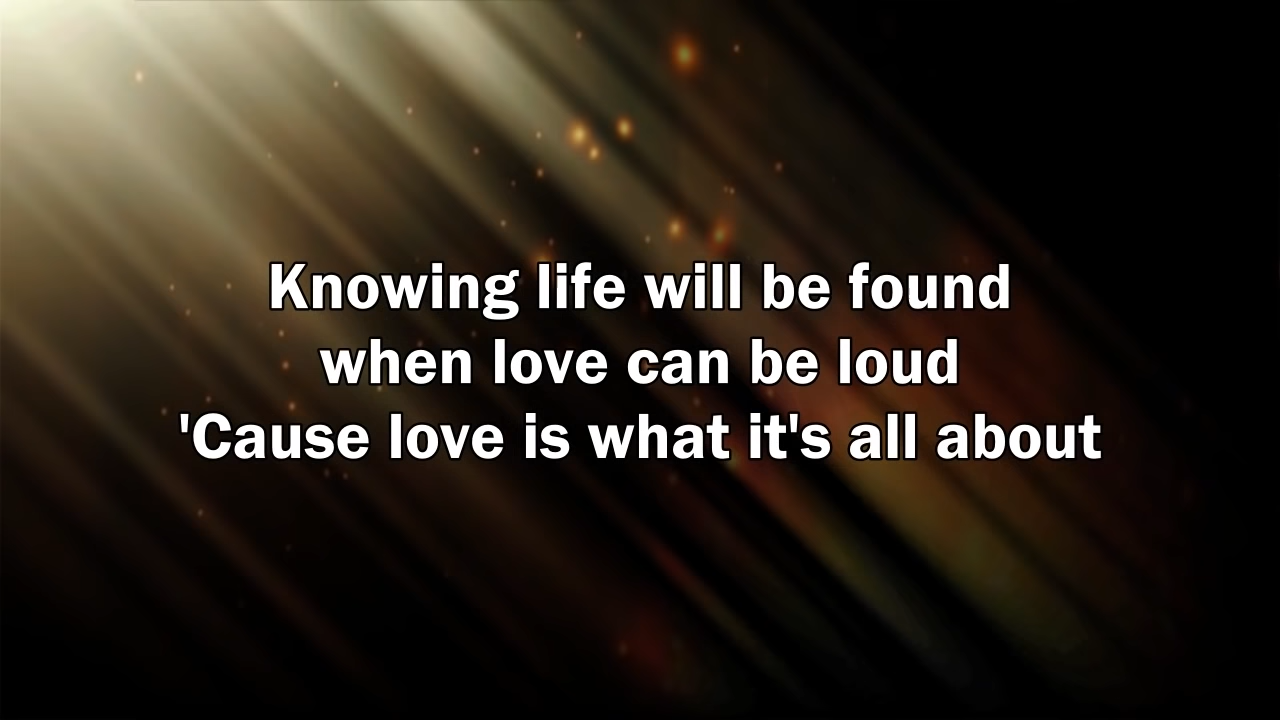 Knowing life will be found
when love can be loud
'Cause love is what it's all about